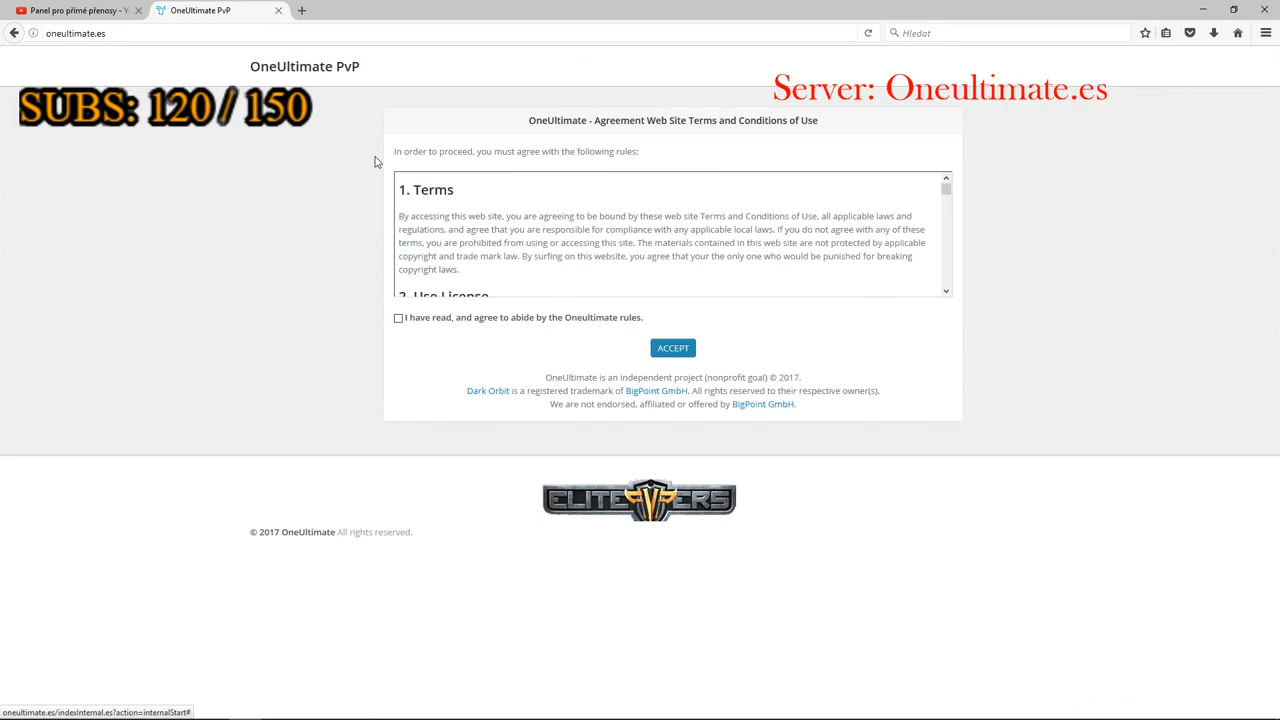 Panel pro přímé přenosy - Yo
OneUltimate PvP
oneultimate.es
Hledat
OneUltimate PvP
Server: Oneultimate.es
SUBS: 120 / 150
OneUltimate - Agreement Web Site Terms and Conditions of Use
In order to proceed, you must agree with the following rules:
1. Terms
By accessing this web site, you are agreeing to be bound by these web site Terms and Conditions of Use, all applicable laws and
regulations, and agree that you are responsible for compliance with any applicable local laws. If you do not agree with any of these
terms, you are prohibited from using or accessing this site. The materials contained in this web site are not protected by applicable
copyright and trade mark law. By surfing on this website, you agree that your the only one who would be punished for breaking
copyright laws.
2. Use License
I have read, and agree to abide by the Oneultimate rules.
ACCEPT
OneUltimate is an independent project (nonprofit goal) © 2017.
Dark Orbit is a registered trademark of BigPoint GmbH. All rights reserved to their respective owner(s).
We are not endorsed, affiliated or offered by BigPoint GmbH.
ELITEPVPERS
© 2017 OneUltimate All rights reserved.
oneultimate.es/indexInternal.es?action=internalStart#